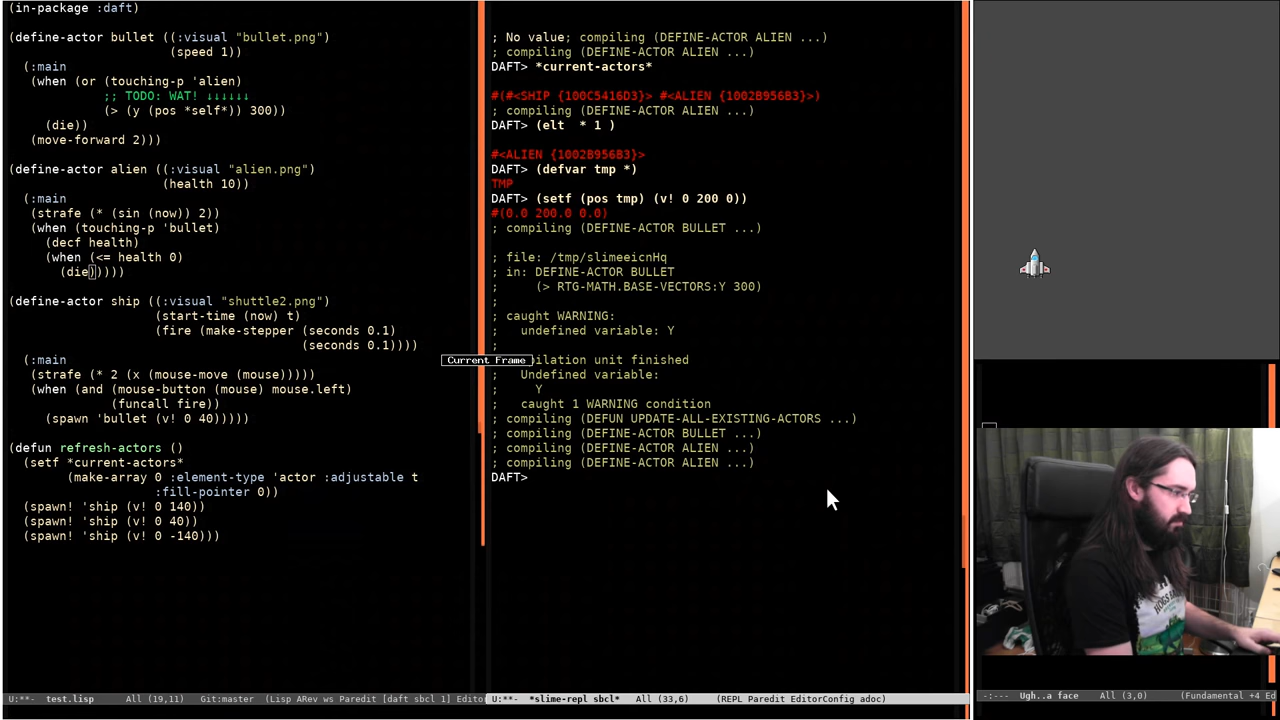 (in-package :daft)
(define-actor bullet ((:visual "bullet.png")
(speed 1))
(:main
(when (or (touching-p 'alien)
;; TODO: WAT! ↓↓↓↓↓↓
(> (y (pos *self*)) 300))
(die))
(move-forward 2)))
(define-actor alien ((:visual "alien.png")
(health 10))
(:main
(strafe (* (sin (now)) 2))
(when (touching-p 'bullet)
(decf health)
(when (<= health 0)
(die)))))
(define-actor ship ((:visual "shuttle2.png")
(start-time (now) t)
(fire (make-stepper (seconds 0.1)
(seconds 0.1))))
(:main
(strafe (* 2 (x (mouse-move (mouse)))))
(when (and (mouse-button (mouse) mouse.left)
(funcall fire))
(spawn 'bullet (v! 0 40)))))
(defun refresh-actors ()
(setf *current-actors*
(make-array 0 :element-type 'actor :adjustable t
:fill-pointer 0))
(spawn! 'ship (v! 0 140))
(spawn! 'ship (v! 0 40))
(spawn! 'ship (v! 0 -140)))
U:**- test.lisp All (19,11) Git:master (Lisp ARev ws Paredit [daft sbcl 1] Edito
; No value; compiling (DEFINE-ACTOR ALIEN ...)
; compiling (DEFINE-ACTOR ALIEN ...)
DAFT> *current-actors*
#(#<SHIP {100C5416D3}> #<ALIEN {1002B956B3}>)
; compiling (DEFINE-ACTOR ALIEN ...)
DAFT> (elt * 1 )
#<ALIEN {1002B956B3}>
DAFT> (defvar tmp *)
TMP
DAFT> (setf (pos tmp) (v! 0 200 0))
#(0.0 200.0 0.0)
; compiling (DEFINE-ACTOR BULLET ...)
; file: /tmp/slimeeicnHq
; in: DEFINE-ACTOR BULLET
; (> RTG-MATH.BASE-VECTORS:Y 300)
;
; caught WARNING:
; undefined variable: Y
;
Current Frame
pilation unit finished
; Undefined variable:
; Y
; caught 1 WARNING condition
; compiling (DEFUN UPDATE-ALL-EXISTING-ACTORS ...)
; compiling (DEFINE-ACTOR BULLET ...)
; compiling (DEFINE-ACTOR ALIEN ...)
; compiling (DEFINE-ACTOR ALIEN ...)
DAFT>
U:**- *slime-repl sbcl* All (33,6) (REPL Paredit EditorConfig adoc)
-:--- Ugh..a face All (3,0) (Fundamental +4 Ed